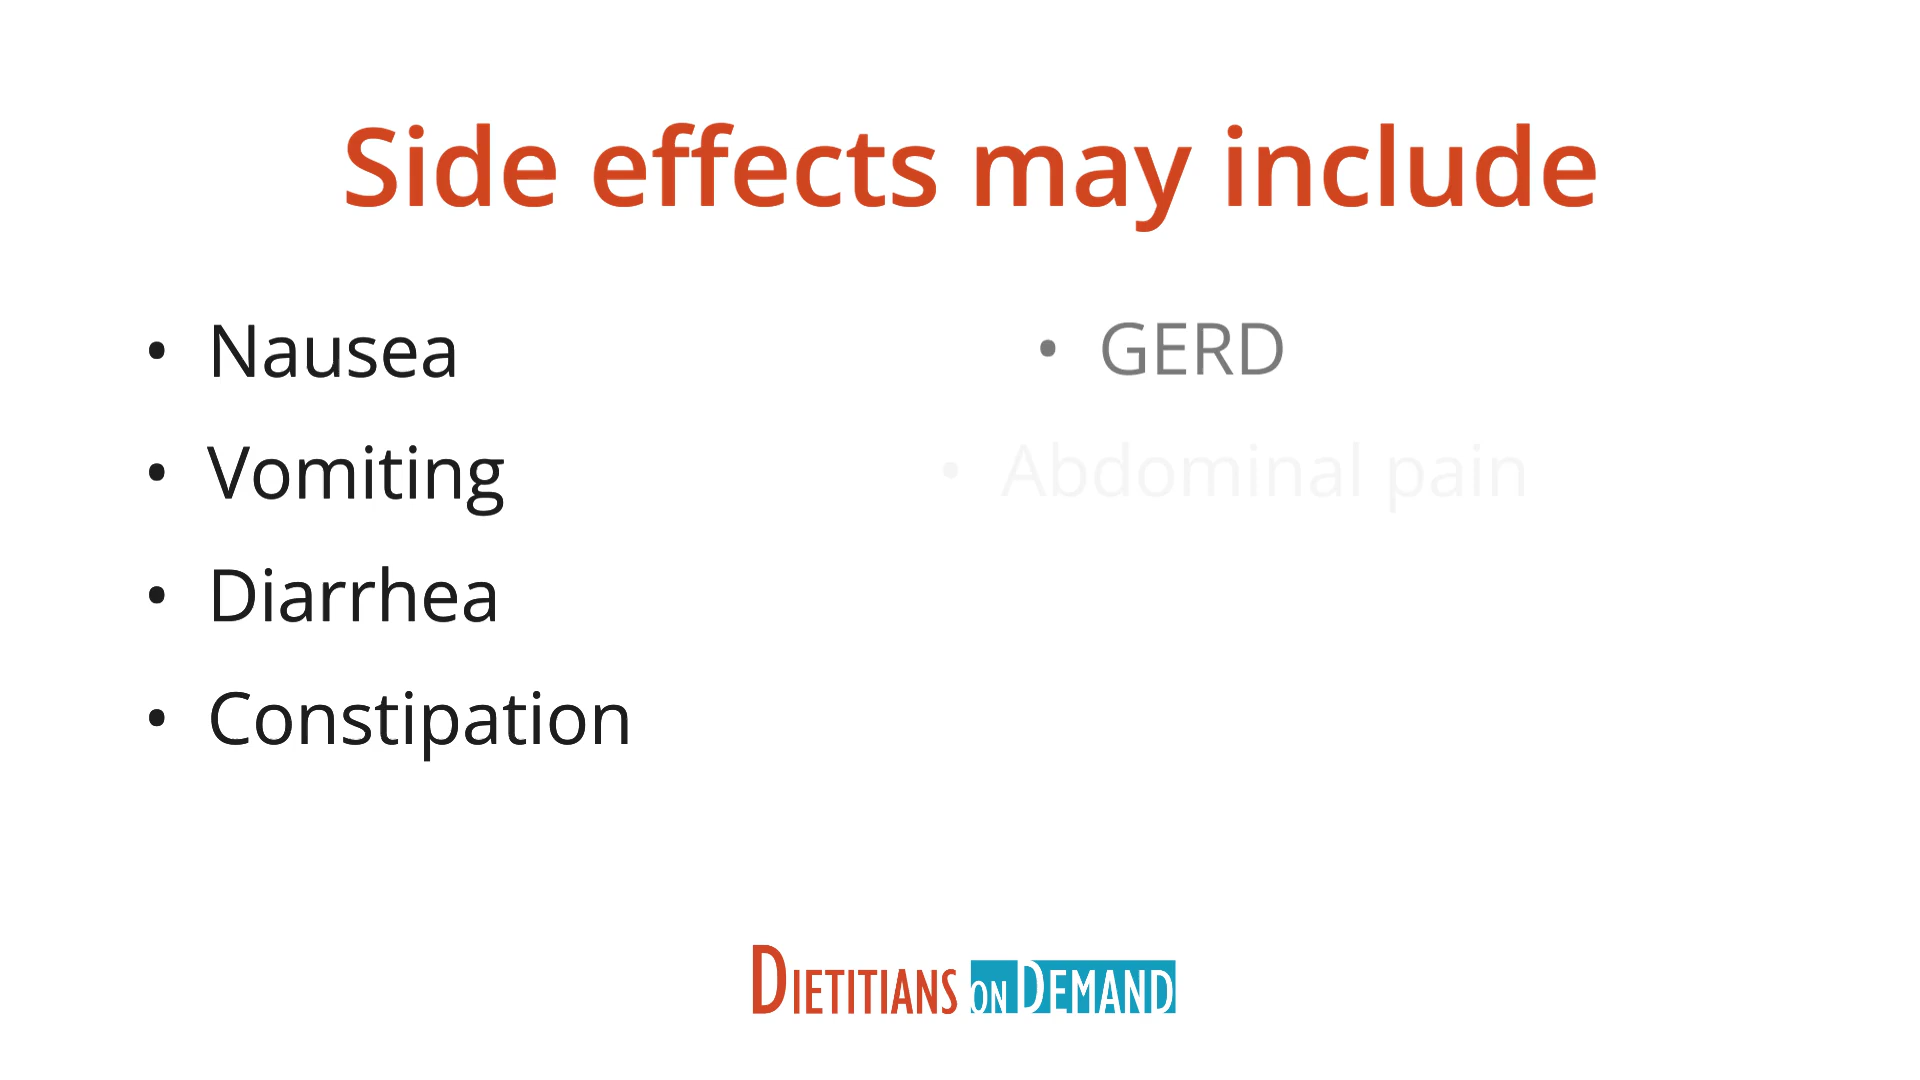 Side effects may include
• Nausea
• Vomiting
• Diarrhea
• Constipation
• GERD
• Abdominal pain
DIETITIANS ON DEMAND